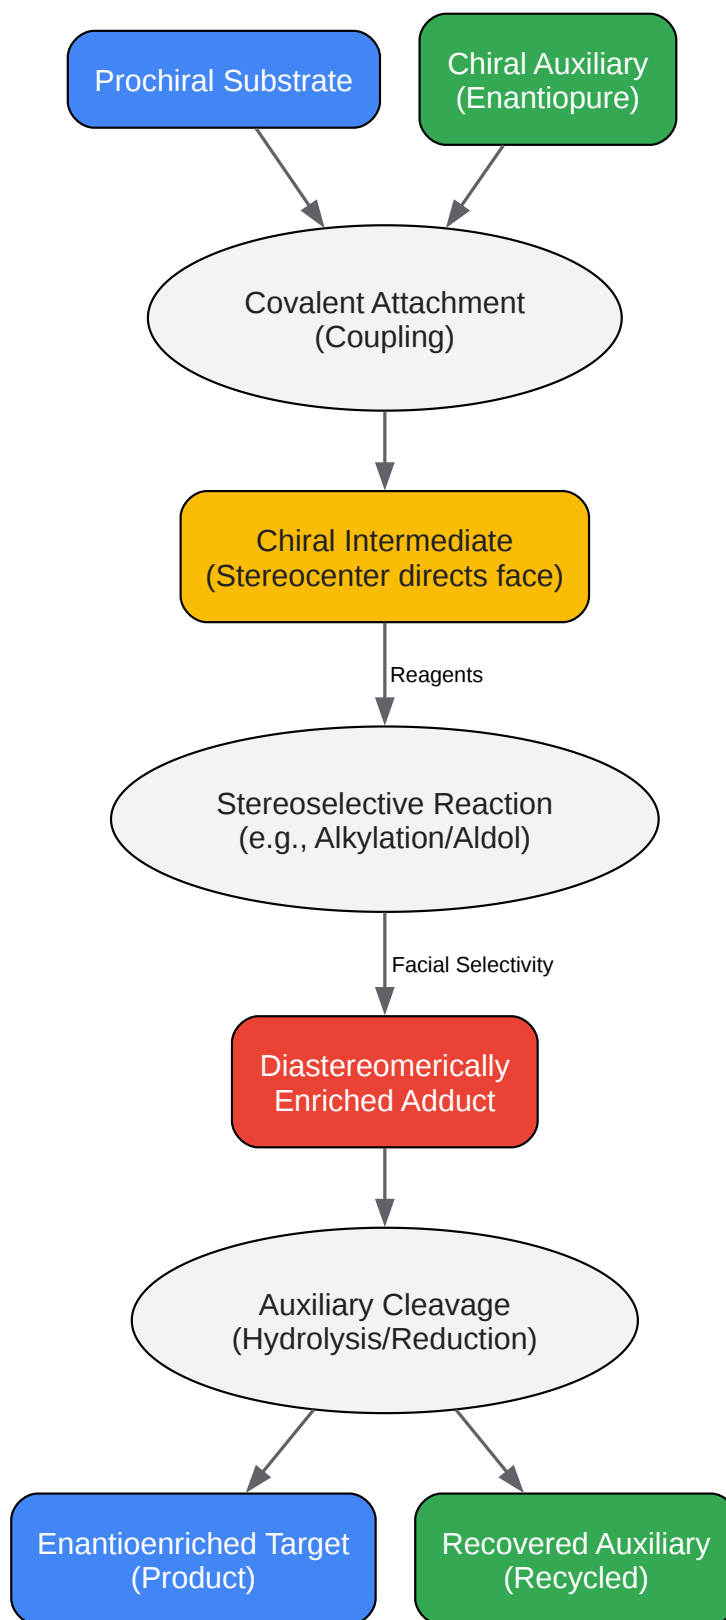 Prochiral Substrate
Chiral Auxiliary
(Enantiopure)
Covalent Attachment
(Coupling)
Chiral Intermediate
(Stereocenter directs face)
Reagents
Stereoselective Reaction
(e.g., Alkylation/Aldol)
Facial Selectivity
Diastereomerically
Enriched Adduct
Auxiliary Cleavage
(Hydrolysis/Reduction)
Enantioenriched Target
(Product)
Recovered Auxiliary
(Recycled)